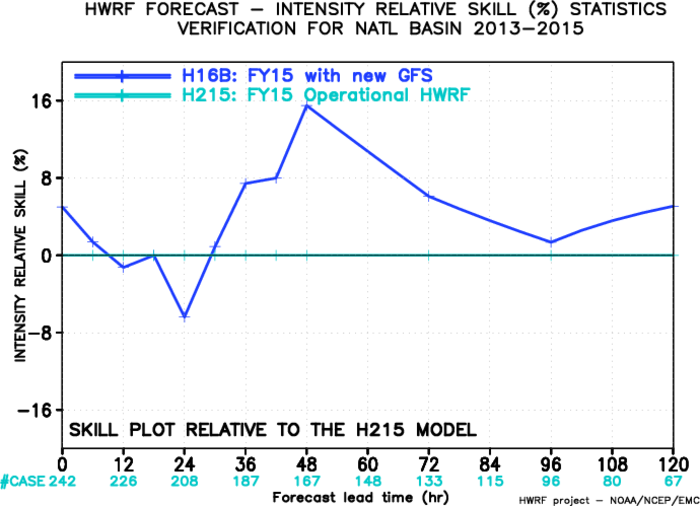 HWRF FORECAST – INTENSITY RELATIVE SKILL (%) STATISTICS
VERIFICATION FOR NATL BASIN 2013–2015
H16B: FY15 with new GFS
H215: FY15 Operational HWRF
INTENSITY RELATIVE SKILL (%)
16
8
0
–8
–16
SKILL PLOT RELATIVE TO THE H215 MODEL
0 12 24 36 48 60 72 84 96 108 120
#CASE 242 226 208 187 167 148 133 115 96 80 67
Forecast lead time (hr)
HWRF project – NOAA/NCEP/EMC